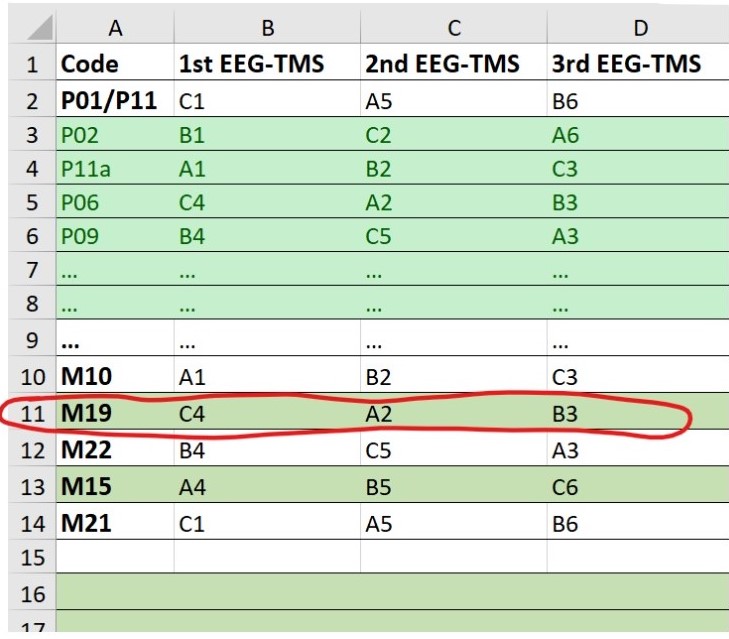 A B C D
1 Code 1st EEG-TMS 2nd EEG-TMS 3rd EEG-TMS
2 P01/P11 C1 A5 B6
3 P02 B1 C2 A6
4 P11a A1 B2 C3
5 P06 C4 A2 B3
6 P09 B4 C5 A3
7 ... ... ... ...
8 ... ... ... ...
9 ... ... ... ...
10 M10 A1 B2 C3
11 M19 C4 A2 B3
12 M22 B4 C5 A3
13 M15 A4 B5 C6
14 M21 C1 A5 B6
15
16
17